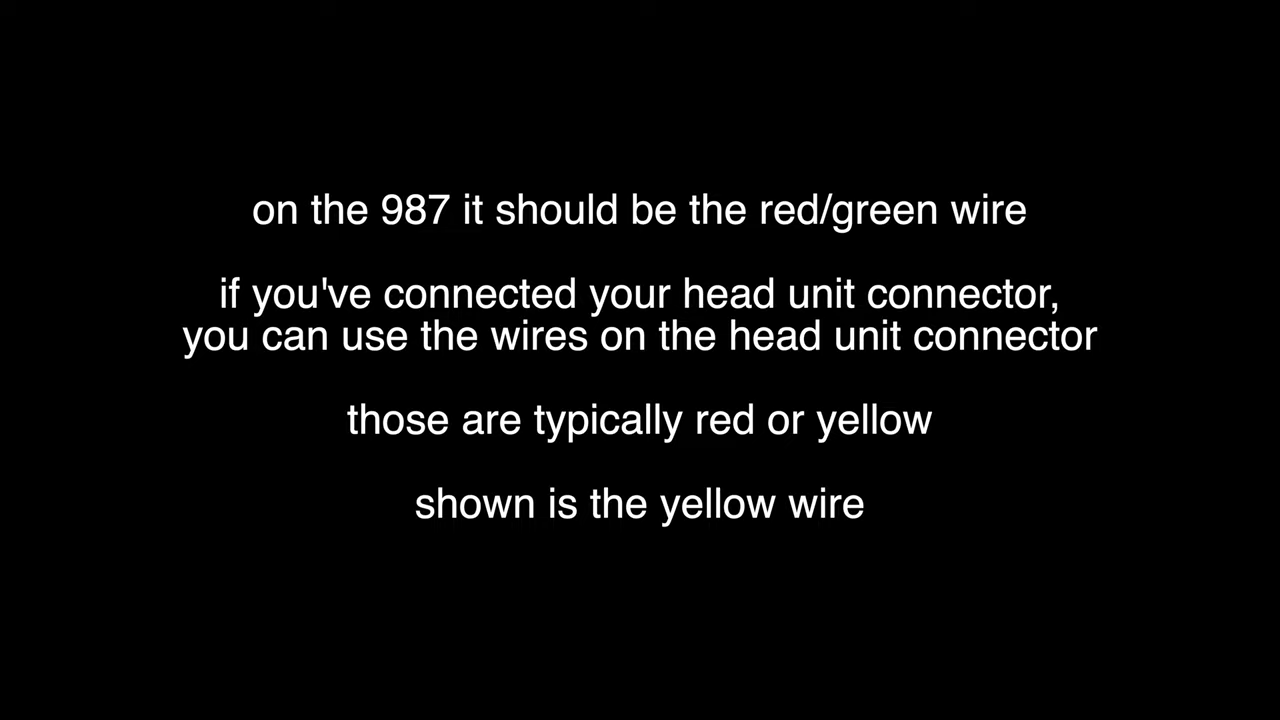 on the 987 it should be the red/green wire
if you've connected your head unit connector,
you can use the wires on the head unit connector
those are typically red or yellow
shown is the yellow wire